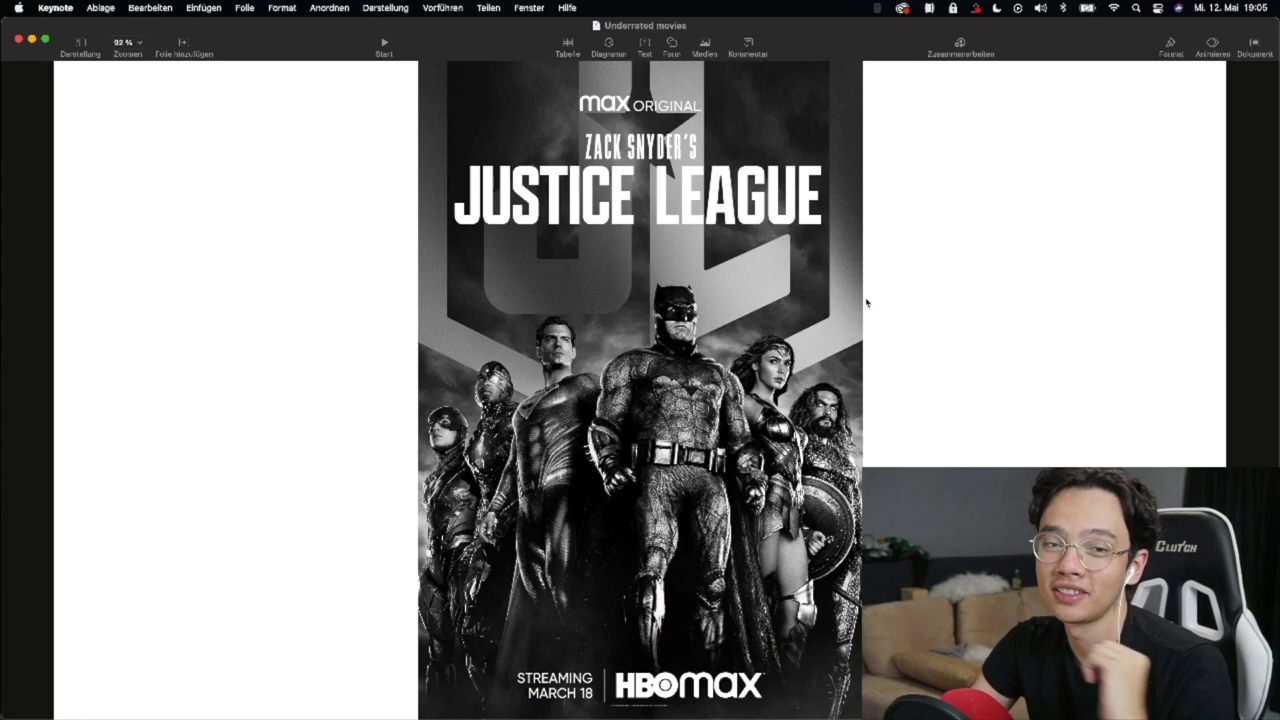 Keynote Ablage Bearbeiten Einfügen Folie Format Anordnen Darstellung Vorführen Teilen Fenster Hilfe Mi. 12. Mai 19:05
Underrated movies
92 %
Darstellung Zoomen Folie hinzufügen Start Tabelle Diagramm Text Form Medien Kommentar Zusammenarbeiten Format Animieren Dokument
max ORIGINAL
ZACK SNYDER'S
JUSTICE LEAGUE
STREAMING
MARCH 18
HBOmax
CLUTCH